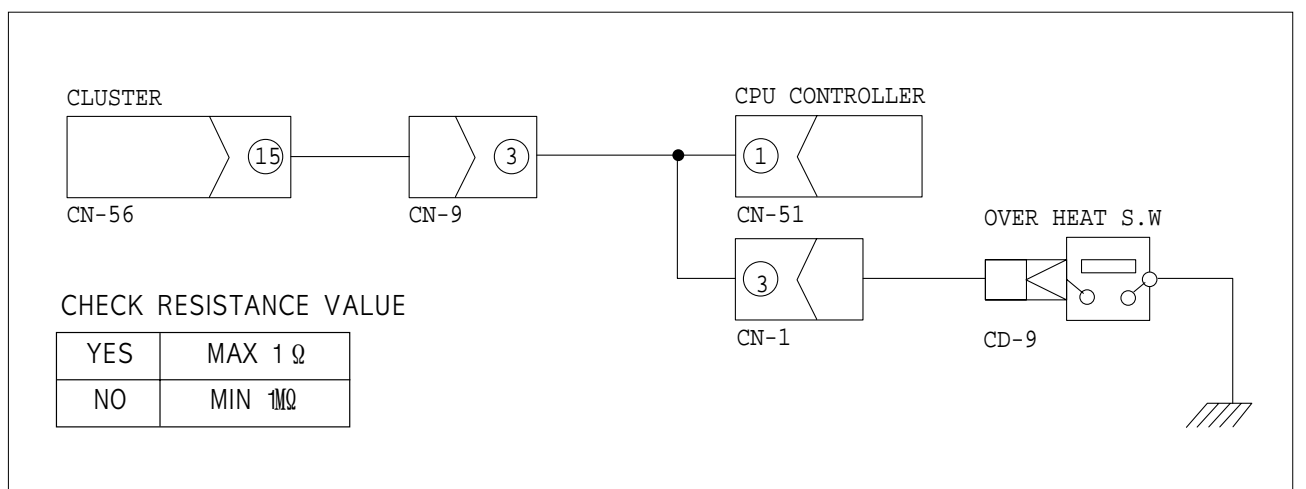 CLUSTER
CPU CONTROLLER
15
3
1
CN-56
CN-9
CN-51
OVER HEAT S.W
3
CN-1
CD-9
CHECK RESISTANCE VALUE
YES MAX 1 Ω
NO MIN 1MΩ